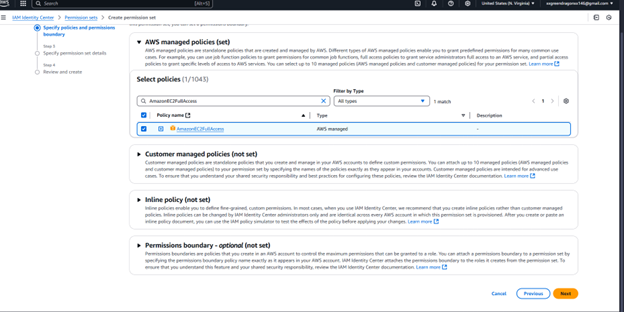 aws
Search
[Alt+S]
United States (N. Virginia)
IAM Identity Center > Permission sets > Create permission set
Specify policies and permissions
boundary
Step 3
Specify permission set details
Step 4
Review and create
AWS managed policies (set)
AWS managed policies are standalone policies that are created and managed by AWS. Different types of AWS managed policies enable you to grant predefined permissions for many common use
cases. For example, you can use job function policies to grant permissions for common job functions, full access policies to grant service administrators full access to an AWS service, and partial access
policies to grant specific levels of access to AWS services. You can select up to 10 managed policies (AWS managed policies and customer managed policies) for your permission set. Learn more
Select policies (1/1043)
Filter by Type
AmazonEC2FullAccess
All types
1 match
1
Policy name
Type
Description
AmazonEC2FullAccess
AWS managed
-
Customer managed policies (not set)
Customer managed policies are standalone policies that you create and manage in your AWS accounts to define custom permissions. You can attach up to 10 managed policies (AWS managed policies
and customer managed policies) to your permission set by specifying the names of the policies exactly as they appear in your accounts. Customer managed policies are intended for advanced use
cases. To ensure that you understand your shared security responsibility and best practices for configuring these policies, review the IAM Identity Center documentation. Learn more
Inline policy (not set)
Inline policies enable you to define fine-grained, custom permissions. In most cases, when you use IAM Identity Center, we recommend that you create inline policies rather than customer managed
policies. Inline policies can be changed by IAM Identity Center administrators only and are identical across every AWS account in which this permission set is provisioned. After you create or paste an
inline policy document, you can use the IAM policy simulator to test the effects of the policy before applying your changes. Learn more
Permissions boundary - optional (not set)
Permissions boundaries are policies that you create in an AWS account to control the maximum permissions that can be granted to a role. You can attach a permissions boundary to a permission set by
specifying the permissions boundary policy name exactly as it appears in your AWS account. IAM Identity Center attaches the permissions boundary to the roles it creates from the permission set. To
ensure that you understand this feature and your shared security responsibility, review the IAM Identity Center documentation. Learn more
Cancel
Previous
Next